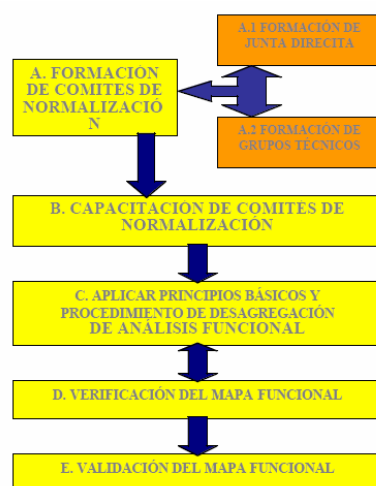 A.1 FORMACIÓN DE
JUNTA DIRECITA
A. FORMACIÓN
DE COMITES DE
NORMALIZACIÓ
N
A.2 FORMACIÓN DE
GRUPOS TÉCNICOS
B. CAPACITACIÓN DE COMITÉS DE
NORMALIZACIÓN
C. APLICAR PRINCIPIOS BÁSICOS Y
PROCEDIMIENTO DE DESAGREGACIÓN
DE ANÁLISIS FUNCIONAL
D. VERIFICACIÓN DEL MAPA FUNCIONAL
E. VALIDACIÓN DEL MAPA FUNCIONAL